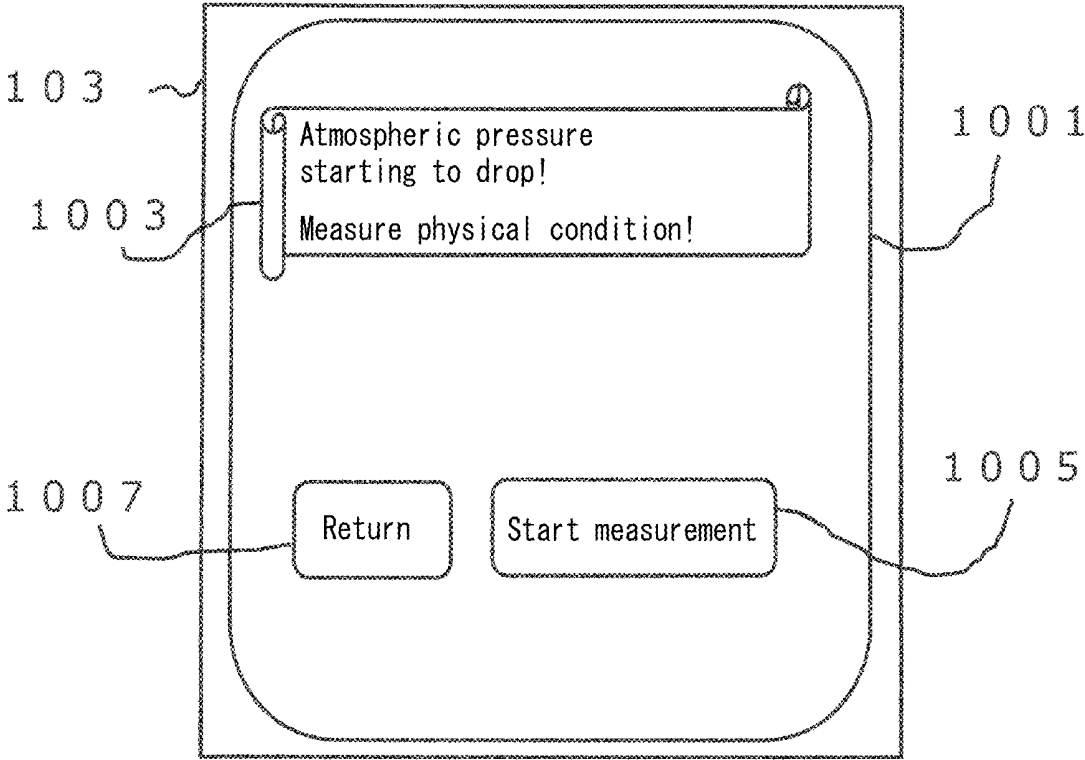 103
1001
Atmospheric pressure
starting to drop!
1003
Measure physical condition!
1005
1007
Return
Start measurement